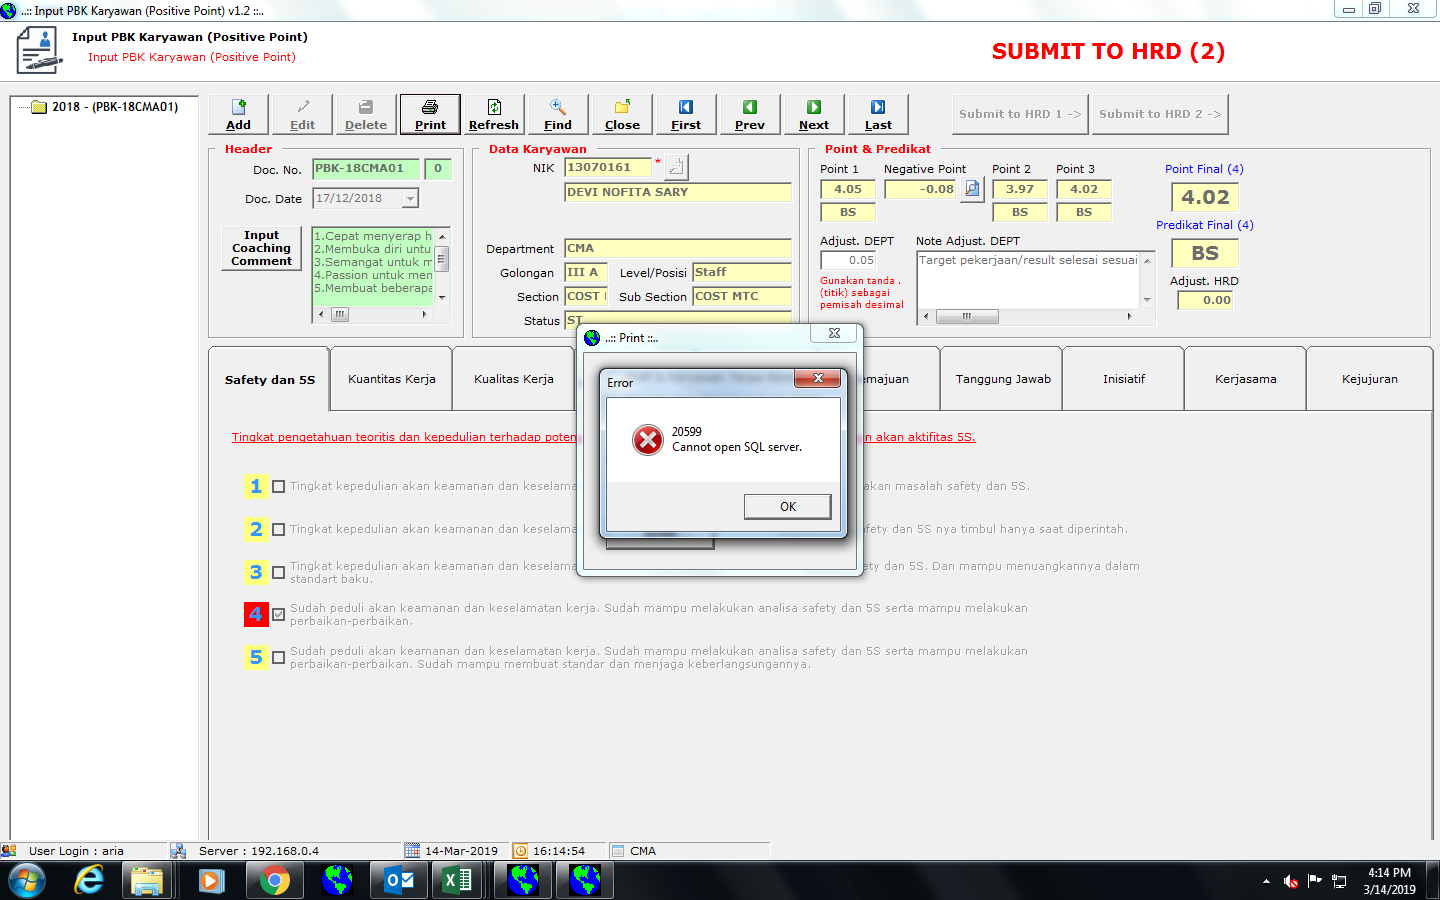 ..:: Input PBK Karyawan (Positive Point) v1.2 ::..
Input PBK Karyawan (Positive Point)
Input PBK Karyawan (Positive Point)
SUBMIT TO HRD (2)
2018 - (PBK-18CMA01)
Add
Edit
Delete
Print
Refresh
Find
Close
First
Prev
Next
Last
Submit to HRD 1 ->
Submit to HRD 2 ->
Header
Doc. No.
PBK-18CMA01
0
Doc. Date
17/12/2018
Input
Coaching
Comment
1.Cepat menyerap h
2.Membuka diri untu
3.Semangat untuk m
4.Passion untuk men
5.Membuat beberapa
Data Karyawan
NIK
13070161
*
DEVI NOFITA SARY
Department
CMA
Golongan
III A
Level/Posisi
Staff
Section
COST
Sub Section
COST MTC
Status
ST
Point & Predikat
Point 1
Negative Point
Point 2
Point 3
4.05
-0.08
3.97
4.02
BS
BS
BS
Point Final (4)
4.02
Predikat Final (4)
BS
Adjust. HRD
0.00
Adjust. DEPT
0.05
Gunakan tanda .
(titik) sebagai
pemisah desimal
Note Adjust. DEPT
Target pekerjaan/result selesai sesuai
Safety dan 5S
Kuantitas Kerja
Kualitas Kerja
emajuan
Tanggung Jawab
Inisiatif
Kerjasama
Kejujuran
Tingkat pengetahuan teoritis dan kepedulian terhadap poten
n akan aktifitas 5S.
1 Tingkat kepedulian akan keamanan dan keselama
akan masalah safety dan 5S.
2 Tingkat kepedulian akan keamanan dan keselama
afety dan 5S nya timbul hanya saat diperintah.
3 Tingkat kepedulian akan keamanan dan keselama
ety dan 5S. Dan mampu menuangkannya dalam
standart baku.
4 Sudah peduli akan keamanan dan keselamatan kerja. Sudah mampu melakukan analisa safety dan 5S serta mampu melakukan
perbaikan-perbaikan.
5 Sudah peduli akan keamanan dan keselamatan kerja. Sudah mampu melakukan analisa safety dan 5S serta mampu melakukan
perbaikan-perbaikan. Sudah mampu membuat standar dan menjaga keberlangsungannya.
..:: Print ::..
Error
20599
Cannot open SQL server.
OK
User Login : aria
Server : 192.168.0.4
14-Mar-2019
16:14:54
CMA
4:14 PM
3/14/2019